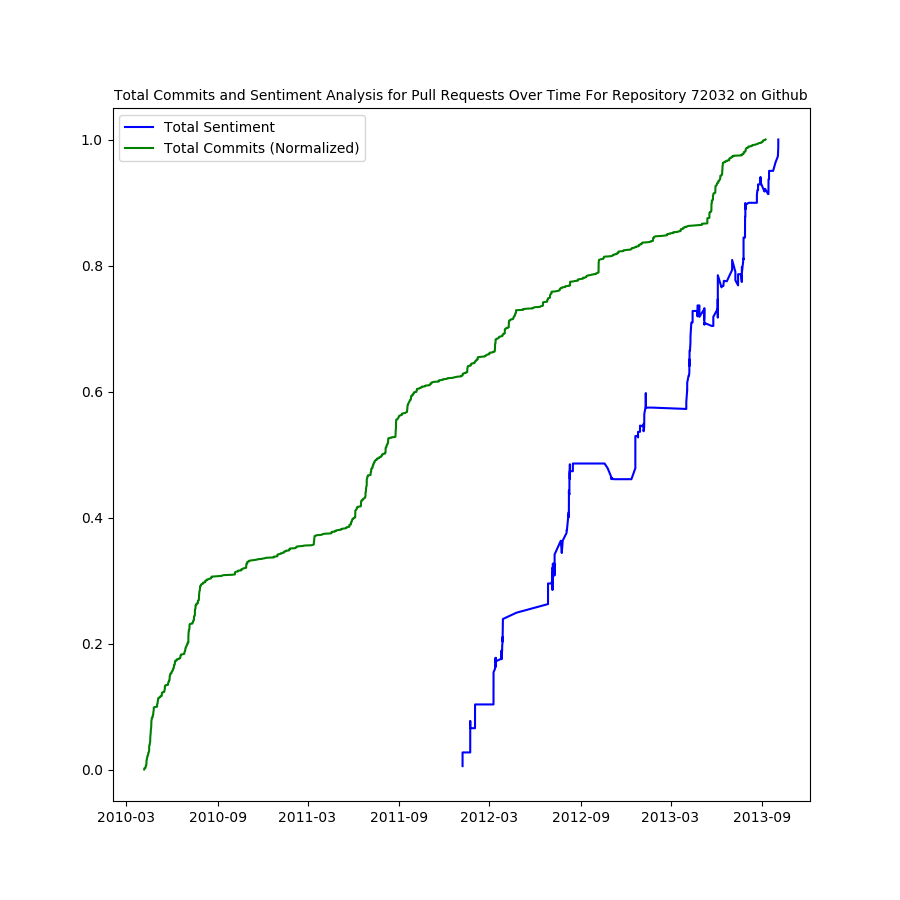 Total Commits and Sentiment Analysis for Pull Requests Over Time For Repository 72032 on Github
Total Sentiment
Total Commits (Normalized)
1.0
0.8
0.6
0.4
0.2
0.0
2010-03 2010-09 2011-03 2011-09 2012-03 2012-09 2013-03 2013-09